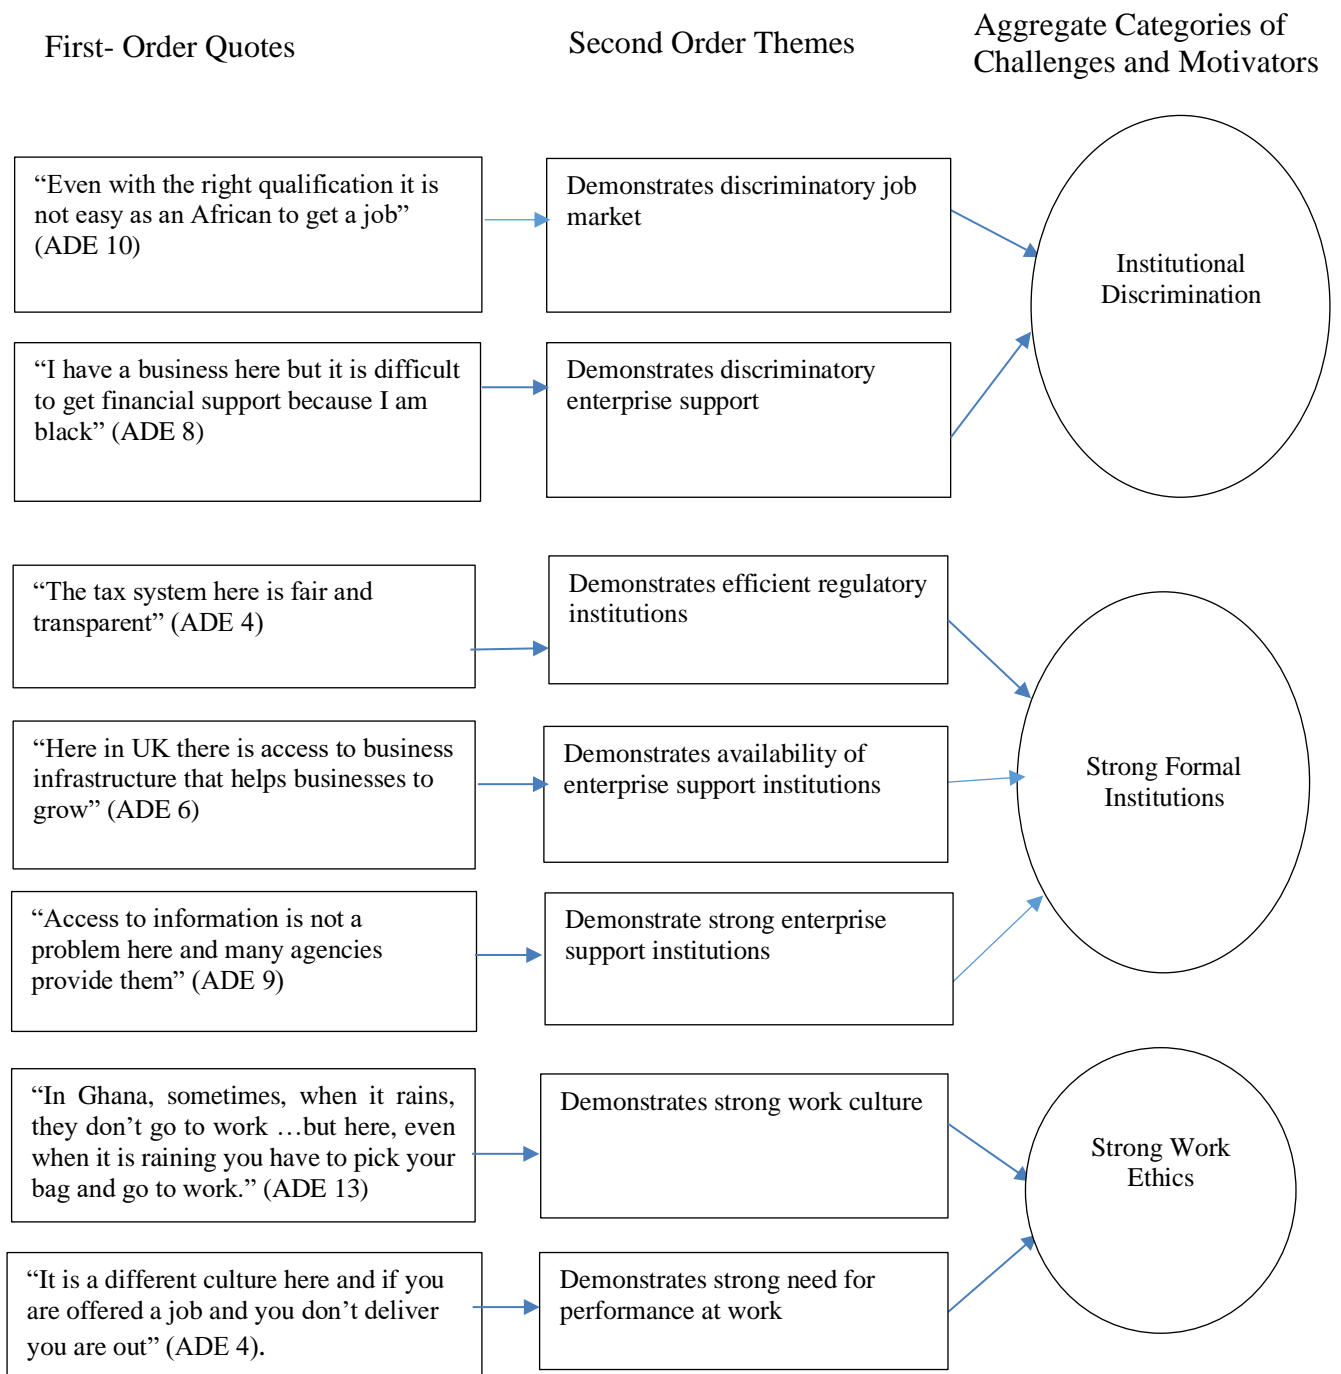 First- Order Quotes
Second Order Themes
Aggregate Categories of
Challenges and Motivators
“Even with the right qualification it is
not easy as an African to get a job”
(ADE 10)
Demonstrates discriminatory job
market
Institutional
Discrimination
“I have a business here but it is difficult
to get financial support because I am
black” (ADE 8)
Demonstrates discriminatory
enterprise support
“The tax system here is fair and
transparent” (ADE 4)
Demonstrates efficient regulatory
institutions
“Here in UK there is access to business
infrastructure that helps businesses to
grow” (ADE 6)
Demonstrates availability of
enterprise support institutions
Strong Formal
Institutions
“Access to information is not a
problem here and many agencies
provide them” (ADE 9)
Demonstrate strong enterprise
support institutions
“In Ghana, sometimes, when it rains,
they don’t go to work …but here, even
when it is raining you have to pick your
bag and go to work.” (ADE 13)
Demonstrates strong work culture
Strong Work
Ethics
“It is a different culture here and if you
are offered a job and you don’t deliver
you are out” (ADE 4).
Demonstrates strong need for
performance at work